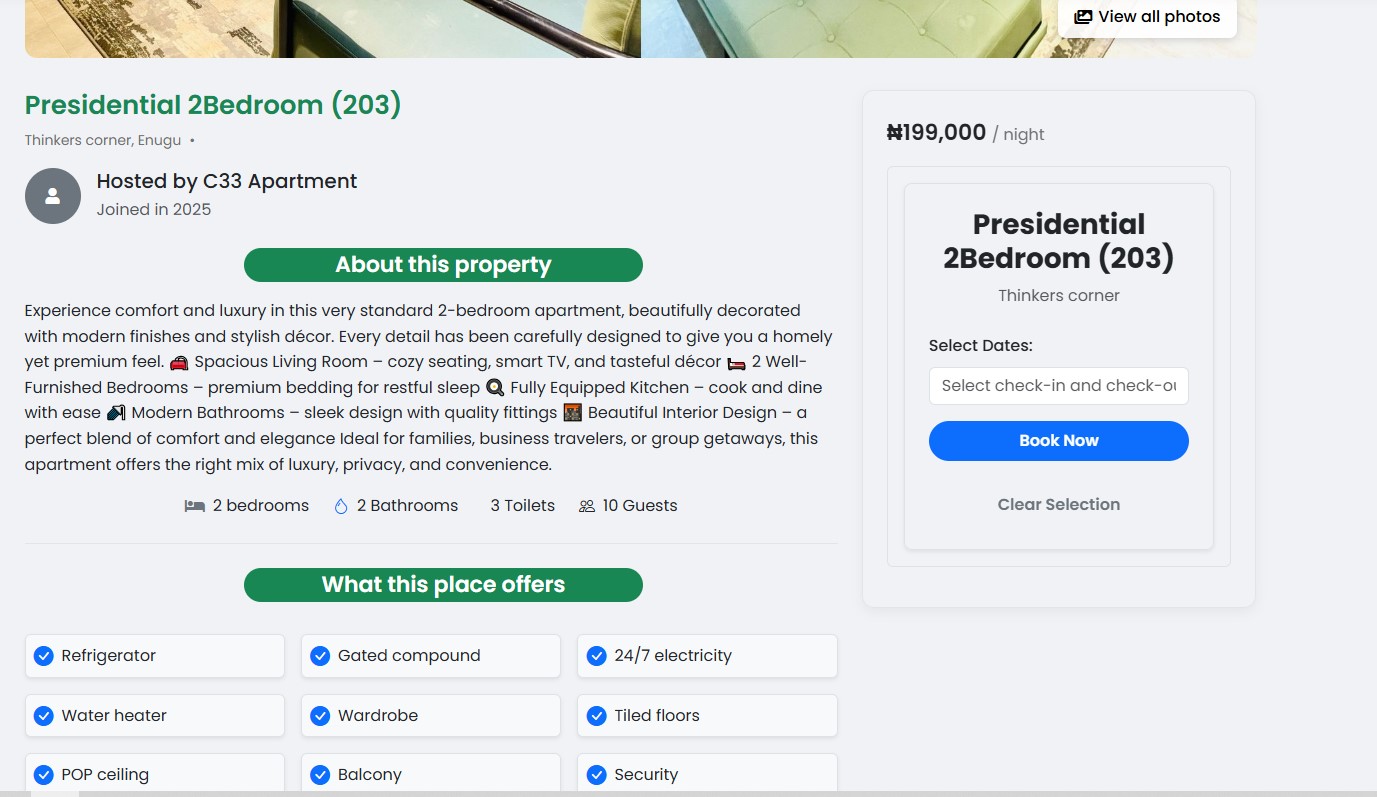 View all photos
Presidential 2Bedroom (203)
Thinkers corner, Enugu •
Hosted by C33 Apartment
Joined in 2025
About this property
Experience comfort and luxury in this very standard 2-bedroom apartment, beautifully decorated
with modern finishes and stylish décor. Every detail has been carefully designed to give you a homely
yet premium feel. 🛋 Spacious Living Room – cozy seating, smart TV, and tasteful décor 🛏 2 Well-
Furnished Bedrooms – premium bedding for restful sleep 🍳 Fully Equipped Kitchen – cook and dine
with ease 🚿 Modern Bathrooms – sleek design with quality fittings 🖼 Beautiful Interior Design – a
perfect blend of comfort and elegance Ideal for families, business travelers, or group getaways, this
apartment offers the right mix of luxury, privacy, and convenience.
2 bedrooms 2 Bathrooms 3 Toilets 10 Guests
What this place offers
Refrigerator
Gated compound
24/7 electricity
Water heater
Wardrobe
Tiled floors
POP ceiling
Balcony
Security
₦199,000 / night
Presidential
2Bedroom (203)
Thinkers corner
Select Dates:
Select check-in and check-ou
Book Now
Clear Selection